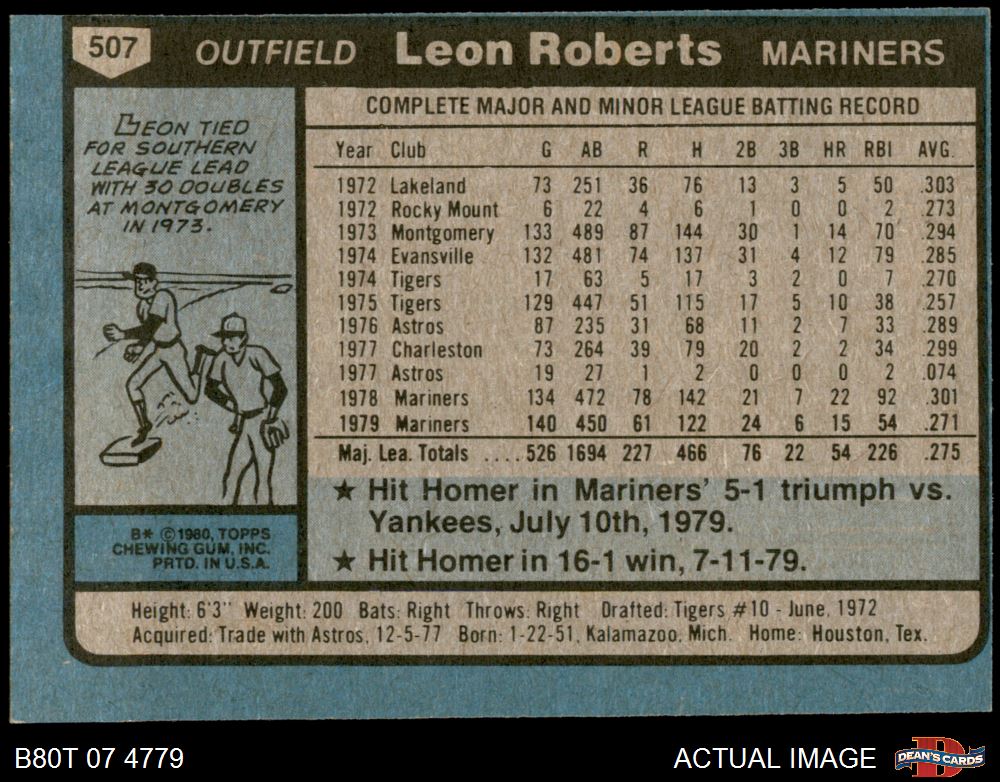 507 OUTFIELD Leon Roberts MARINERS
LEON TIED
FOR SOUTHERN
LEAGUE LEAD
WITH 30 DOUBLES
AT MONTGOMERY
IN 1973.
COMPLETE MAJOR AND MINOR LEAGUE BATTING RECORD
Year Club G AB R H 2B 3B HR RBI AVG.
1972 Lakeland 73 251 36 76 13 3 5 50 .303
1972 Rocky Mount 6 22 4 6 1 0 0 2 .273
1973 Montgomery 133 489 87 144 30 1 14 70 .294
1974 Evansville 132 481 74 137 31 4 12 79 .285
1974 Tigers 17 63 5 17 3 2 0 7 .270
1975 Tigers 129 447 51 115 17 5 10 38 .257
1976 Astros 87 235 31 68 11 2 7 33 .289
1977 Charleston 73 264 39 79 20 2 2 34 .299
1977 Astros 19 27 1 2 0 0 0 2 .074
1978 Mariners 134 472 78 142 21 7 22 92 .301
1979 Mariners 140 450 61 122 24 6 15 54 .271
Maj. Lea. Totals .... 526 1694 227 466 76 22 54 226 .275
★ Hit Homer in Mariners' 5-1 triumph vs.
Yankees, July 10th, 1979.
★ Hit Homer in 16-1 win, 7-11-79.
B* ©1980, TOPPS
CHEWING GUM, INC.
PRTD. IN U.S.A.
Height: 6'3" Weight: 200 Bats: Right Throws: Right Drafted: Tigers #10 - June, 1972
Acquired: Trade with Astros, 12-5-77 Born: 1-22-51, Kalamazoo, Mich. Home: Houston, Tex.
B80T 07 4779 ACTUAL IMAGE D DEAN'S CARDS